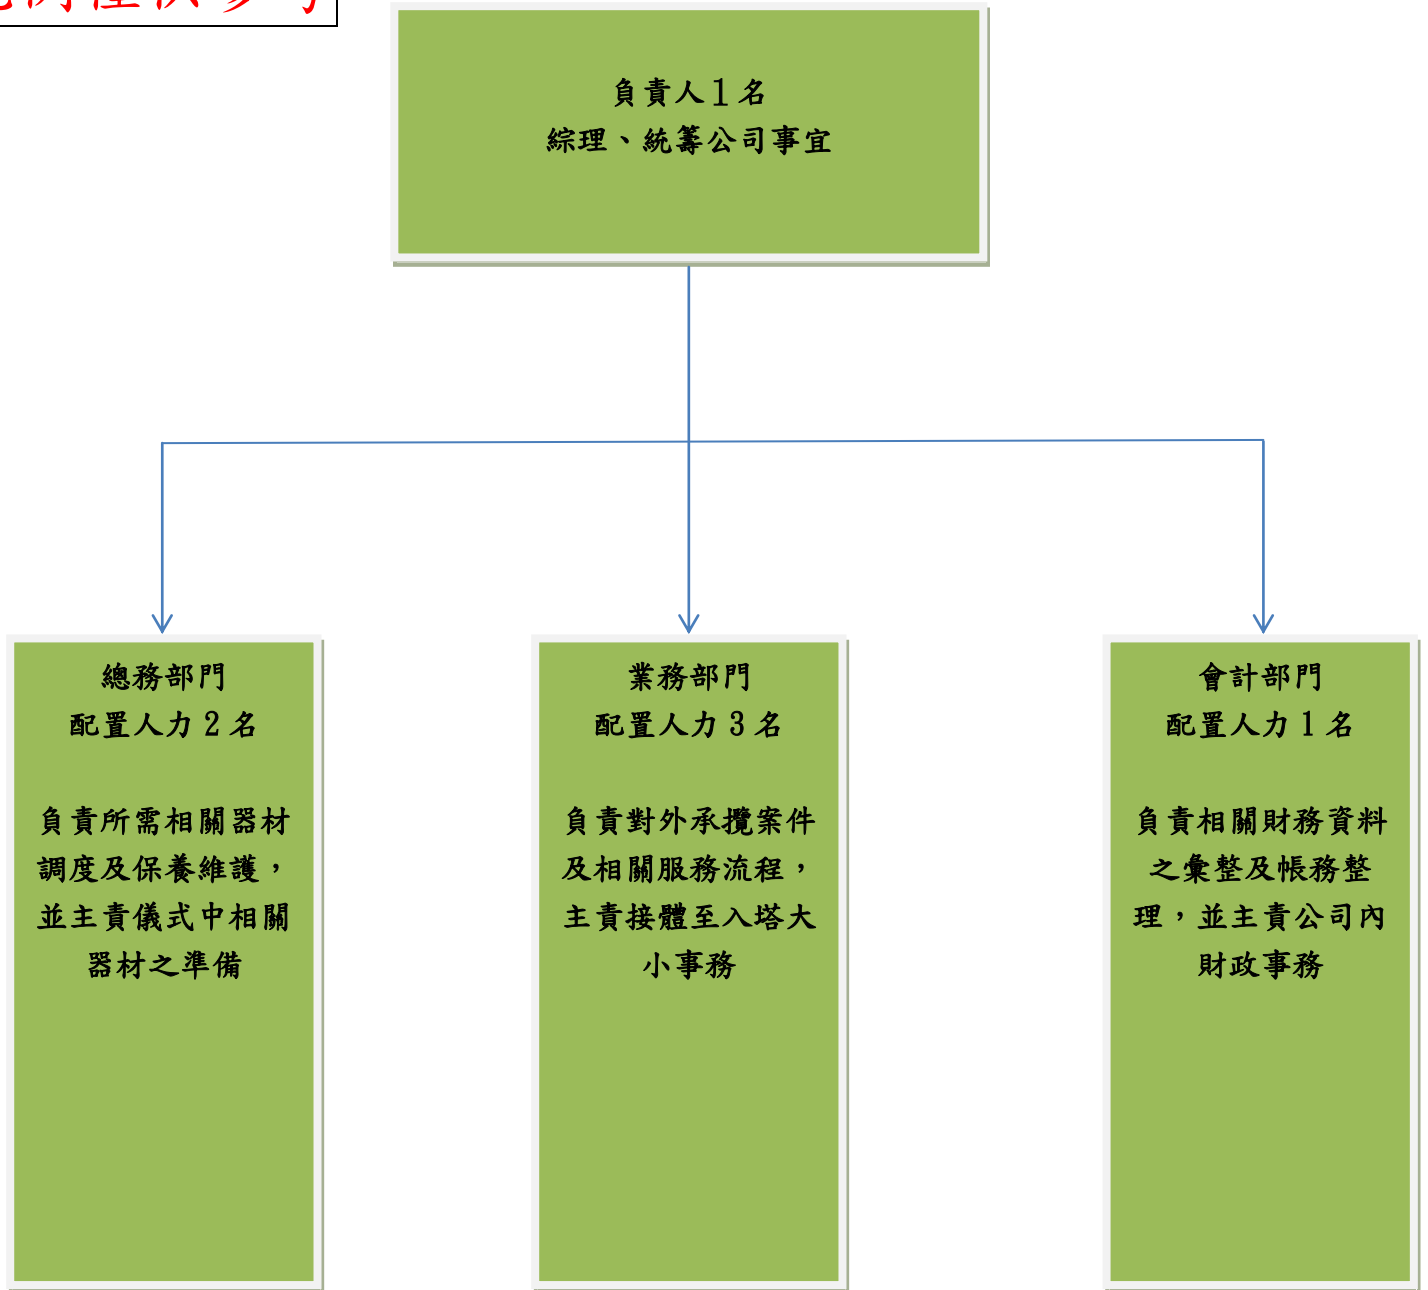 負責人1名
綜理、統籌公司事宜
總務部門
配置人力2名
負責所需相關器材
調度及保養維護，
並主責儀式中相關
器材之準備
業務部門
配置人力3名
負責對外承攬案件
及相關服務流程，
主責接體至入塔大
小事務
會計部門
配置人力1名
負責相關財務資料
之彙整及帳務整
理，並主責公司內
財政事務